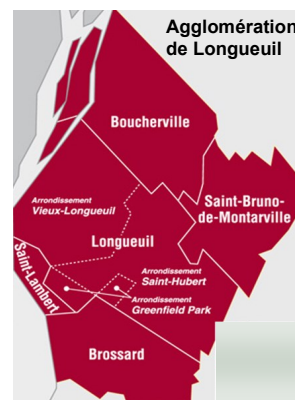 Agglomération
de Longueuil
Boucherville
Arrondissement
Vieux-Longueuil
Saint-Bruno-
de-Montarville
Longueuil
Arrondissement
Saint-Hubert
Saint-Lambert
Arrondissement
Greenfield Park
Brossard